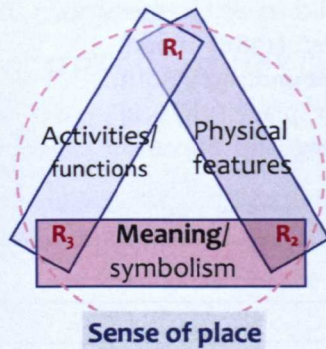 R1
Activities/
functions
Physical
features
R3
Meaning/
symbolism
R2
Sense of place